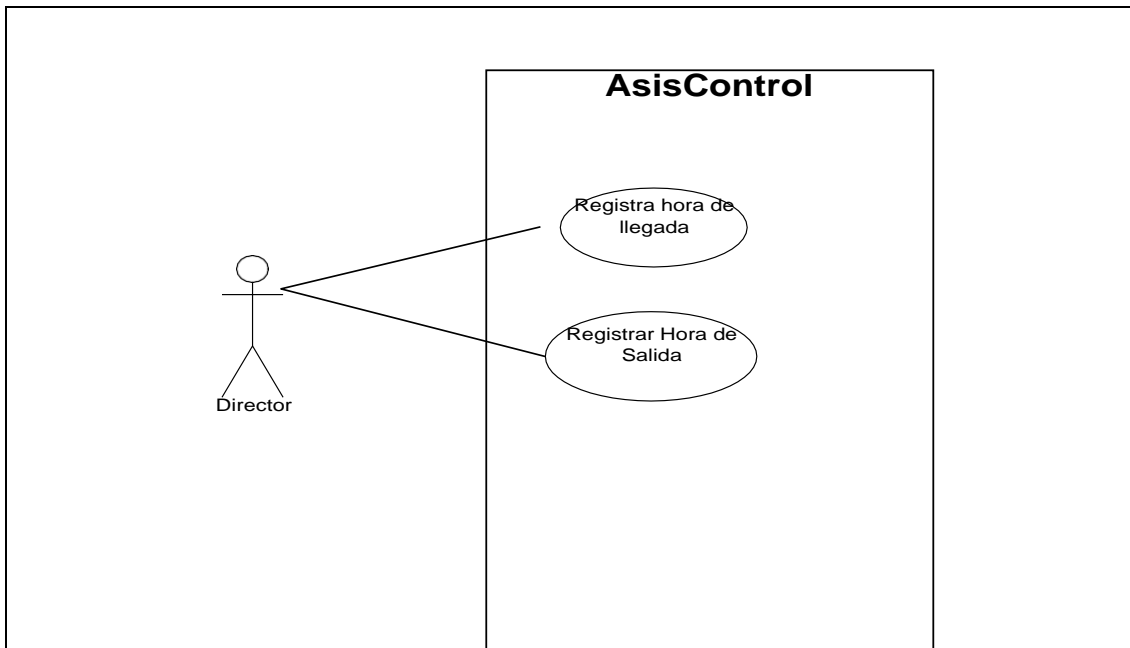 AsisControl
Registra hora de
llegada
Registrar Hora de
Salida
Director